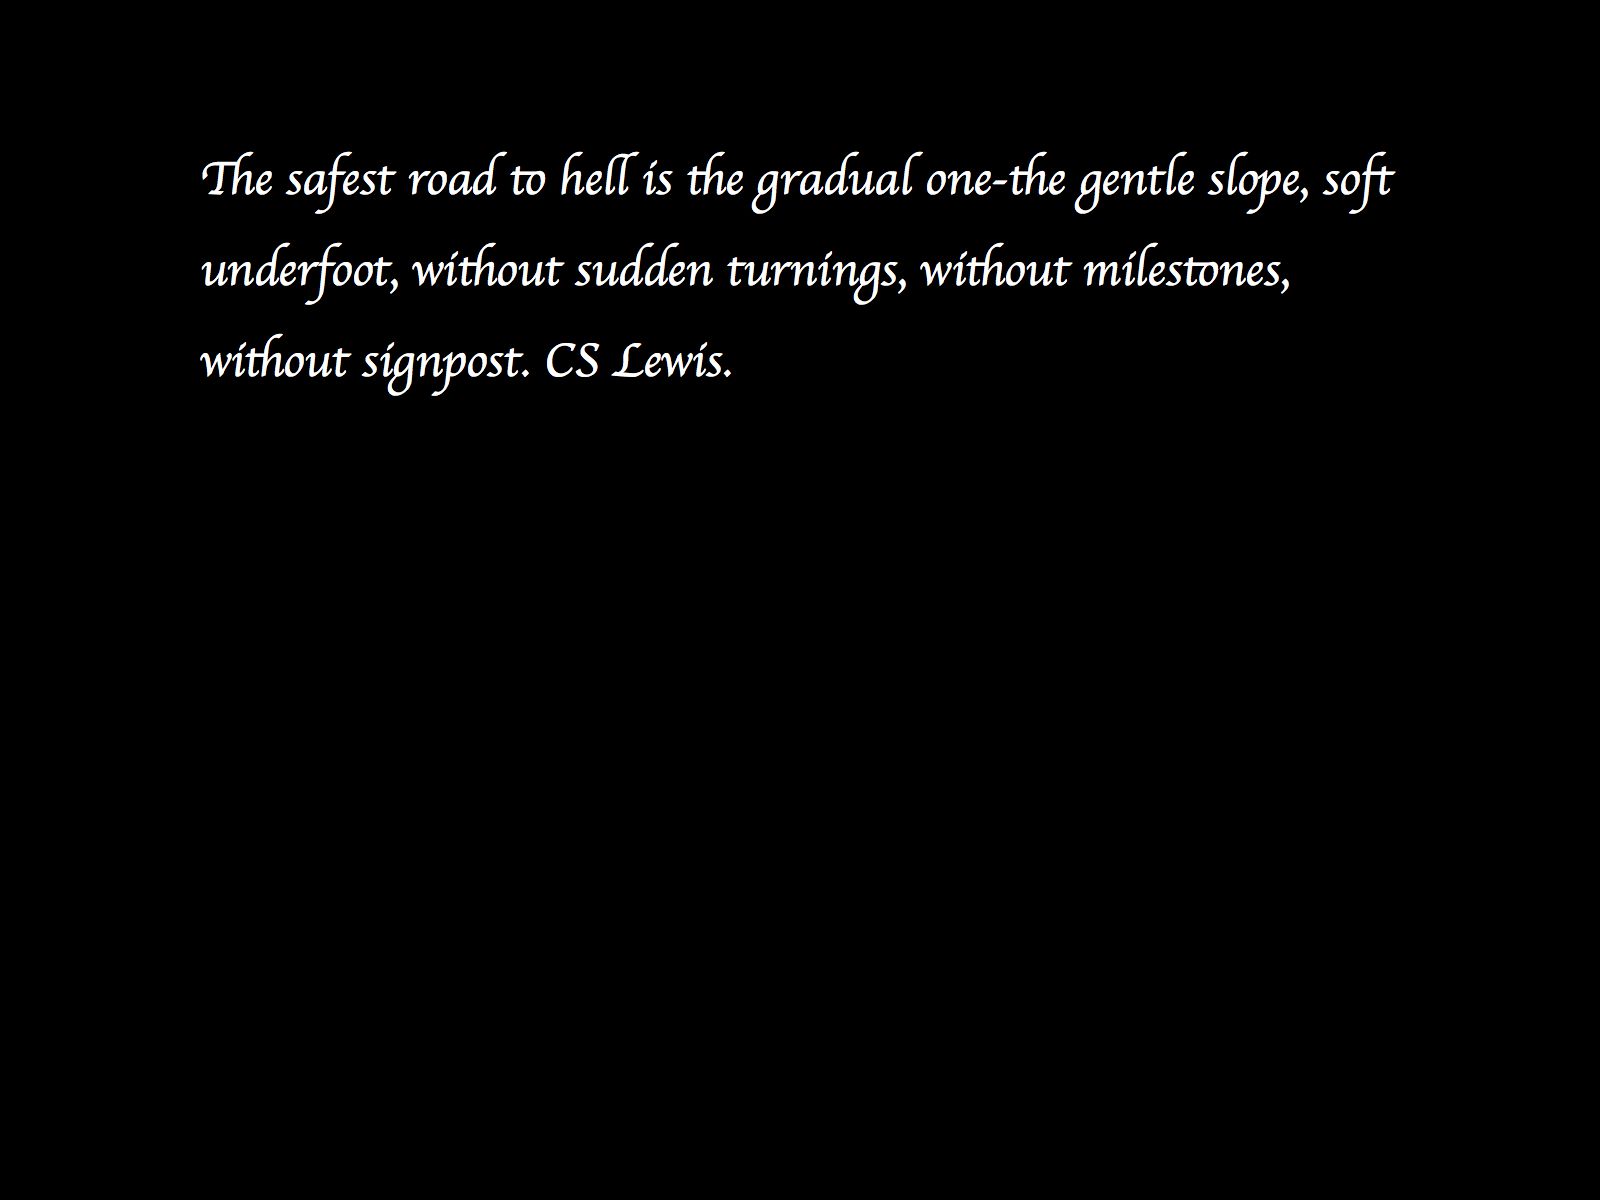 The safest road to hell is the gradual one-the gentle slope, soft
underfoot, without sudden turnings, without milestones,
without signpost. CS Lewis.